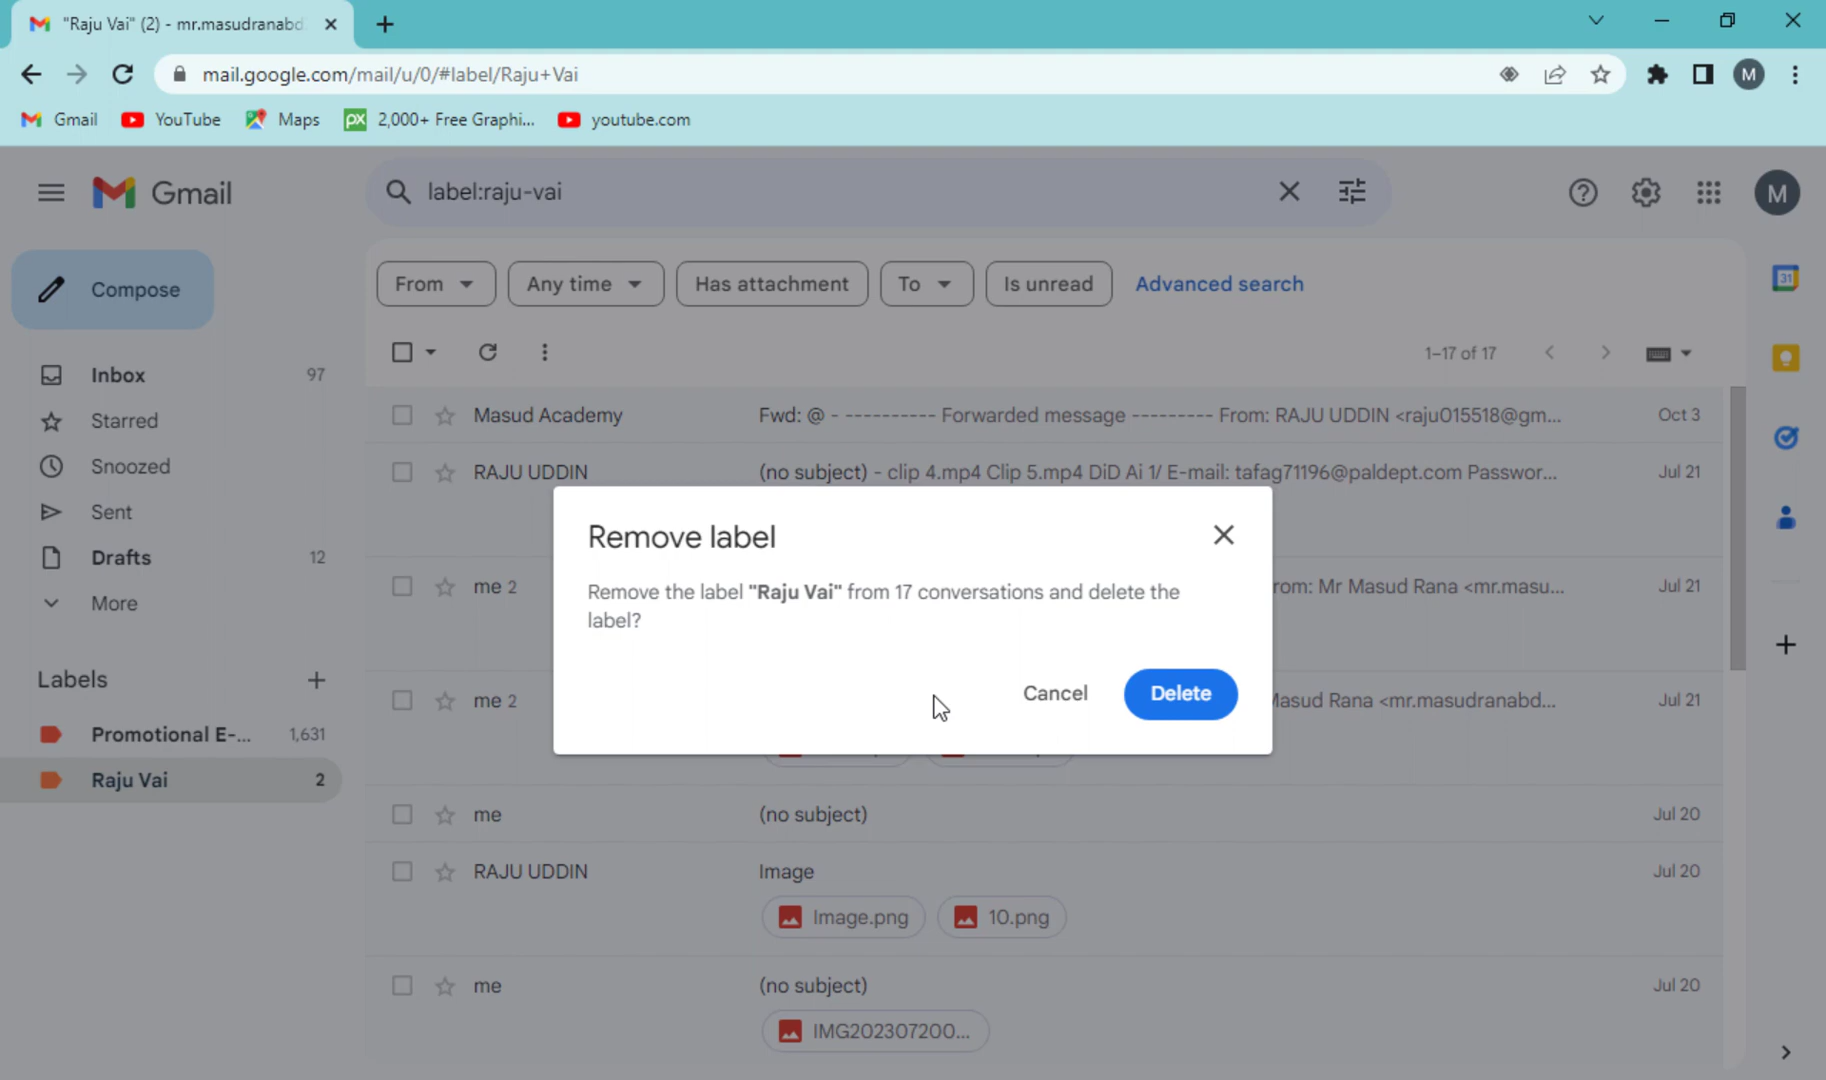 "Raju Vai" (2) - mr.masudranabd
mail.google.com/mail/u/0/#label/Raju+Vai
M
Gmail
YouTube
Maps
px 2,000+ Free Graphi...
youtube.com
Gmail
label:raju-vai
M
Compose
From
Any time
Has attachment
To
Is unread
Advanced search
1–17 of 17
Inbox 97
Starred
Snoozed
Sent
Drafts 12
More
Labels
Promotional E-... 1,631
Raju Vai 2
Masud Academy Fwd: @ - ---------- Forwarded message --------- From: RAJU UDDIN <raju015518@gm... Oct 3
RAJU UDDIN (no subject) - clip 4.mp4 Clip 5.mp4 DiD Ai 1/ E-mail: tafag71196@paldept.com Passwor... Jul 21
me 2 rom: Mr Masud Rana <mr.masu... Jul 21
me 2 Masud Rana <mr.masudranabd... Jul 21
me (no subject) Jul 20
RAJU UDDIN Image Jul 20
Image.png 10.png
me (no subject) Jul 20
IMG202307200...
Remove label
Remove the label "Raju Vai" from 17 conversations and delete the
label?
Cancel
Delete
31